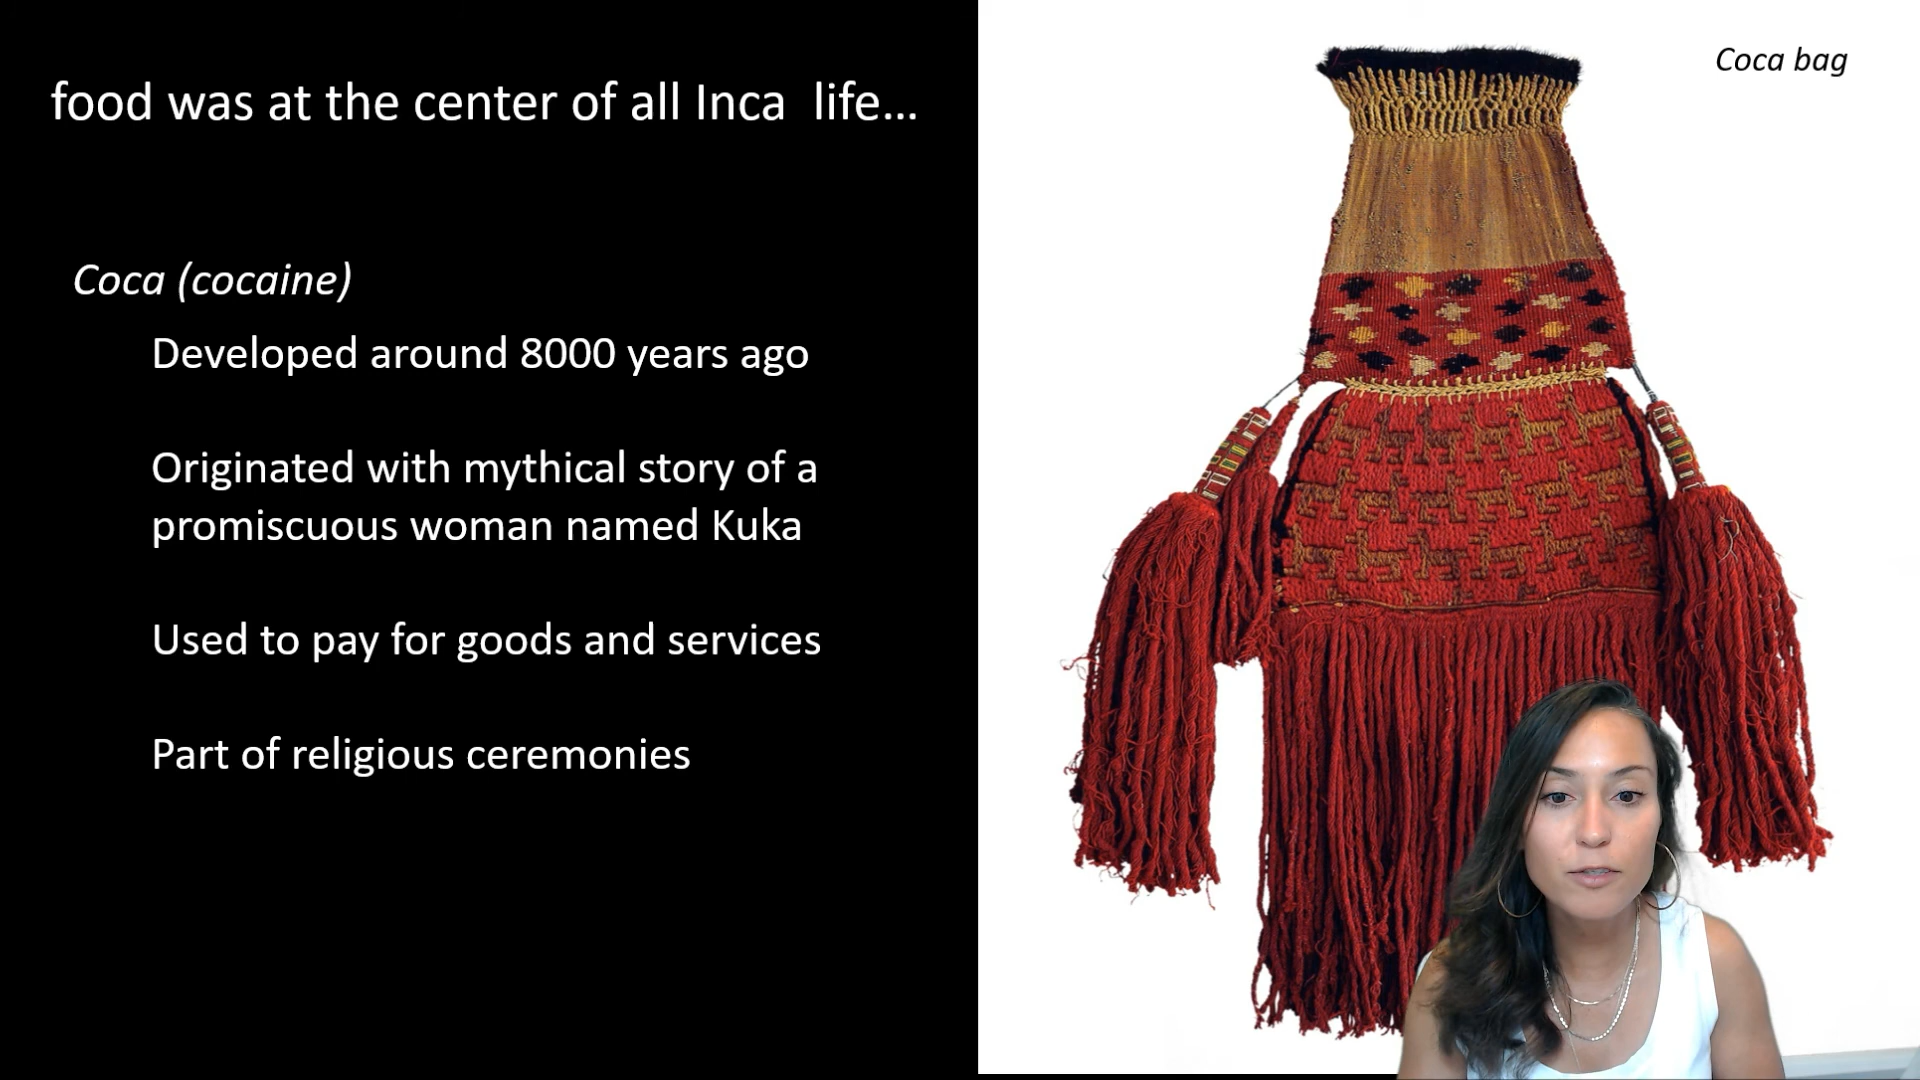 food was at the center of all Inca  life...
Coca bag
Coca (cocaine)
Developed around 8000 years ago
Originated with mythical story of a
promiscuous woman named Kuka
Used to pay for goods and services
Part of religious ceremonies